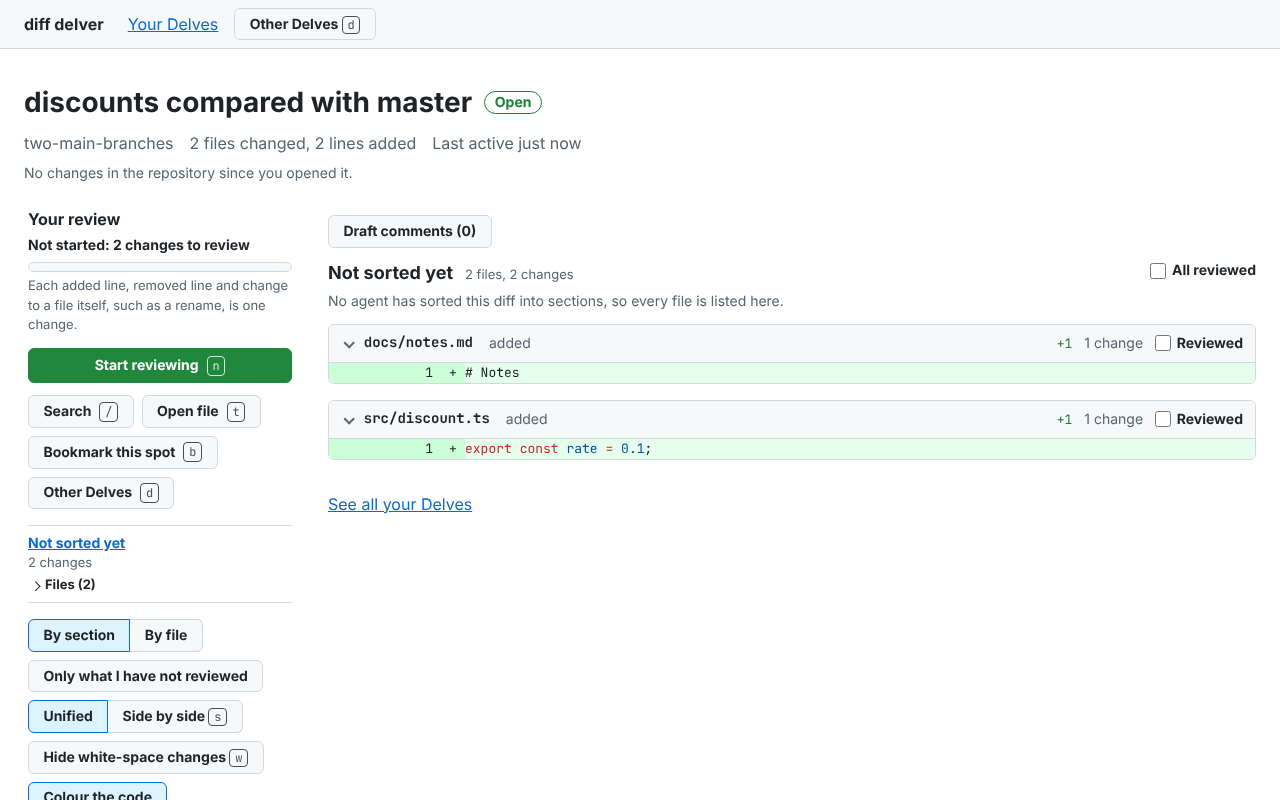 diff delver Your Delves Other Delves d
discounts compared with master Open
two-main-branches 2 files changed, 2 lines added Last active just now
No changes in the repository since you opened it.
Your review
Not started: 2 changes to review
Each added line, removed line and change
to a file itself, such as a rename, is one
change.
Start reviewing n
Search / Open file t
Bookmark this spot b
Other Delves d
Not sorted yet
2 changes
Files (2)
By section By file
Only what I have not reviewed
Unified Side by side s
Hide white-space changes w
Colour the code
Draft comments (0)
Not sorted yet 2 files, 2 changes All reviewed
No agent has sorted this diff into sections, so every file is listed here.
docs/notes.md added +1 1 change Reviewed
1 + # Notes
src/discount.ts added +1 1 change Reviewed
1 + export const rate = 0.1;
See all your Delves